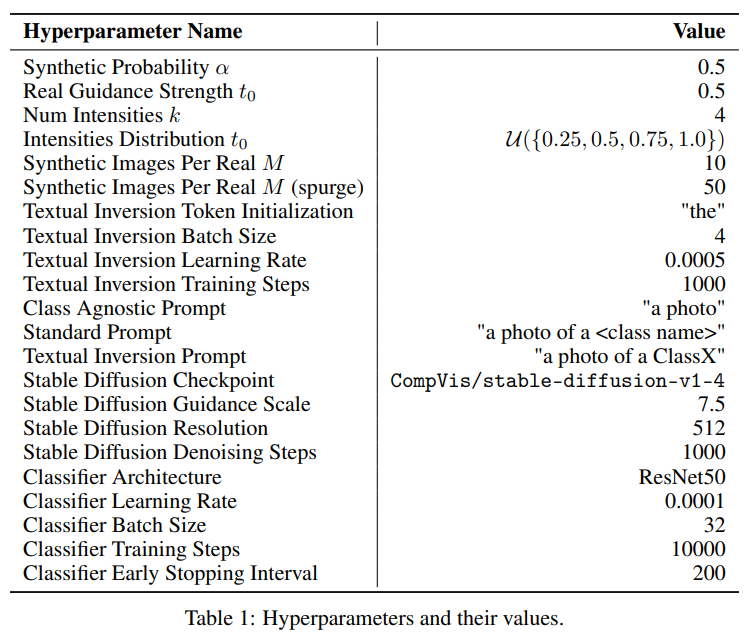 Hyperparameter Name Value
Synthetic Probability α 0.5
Real Guidance Strength t₀ 0.5
Num Intensities k 4
Intensities Distribution t₀ 𝒰({0.25, 0.5, 0.75, 1.0})
Synthetic Images Per Real M 10
Synthetic Images Per Real M (spurge) 50
Textual Inversion Token Initialization "the"
Textual Inversion Batch Size 4
Textual Inversion Learning Rate 0.0005
Textual Inversion Training Steps 1000
Class Agnostic Prompt "a photo"
Standard Prompt "a photo of a <class name>"
Textual Inversion Prompt "a photo of a ClassX"
Stable Diffusion Checkpoint CompVis/stable-diffusion-v1-4
Stable Diffusion Guidance Scale 7.5
Stable Diffusion Resolution 512
Stable Diffusion Denoising Steps 1000
Classifier Architecture ResNet50
Classifier Learning Rate 0.0001
Classifier Batch Size 32
Classifier Training Steps 10000
Classifier Early Stopping Interval 200
Table 1: Hyperparameters and their values.